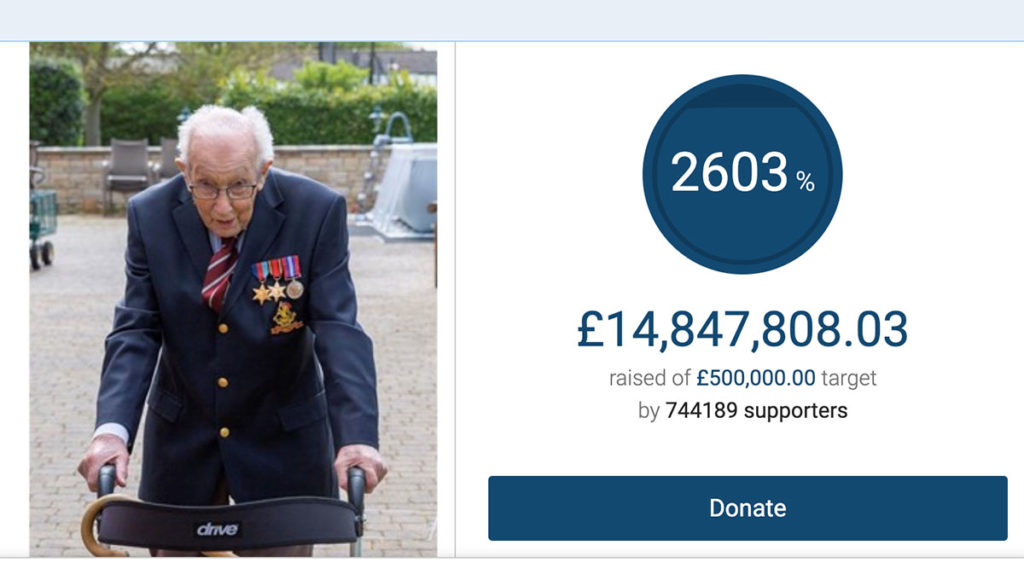 drive
2603 %
£14,847,808.03
raised of £500,000.00 target
by 744189 supporters
Donate